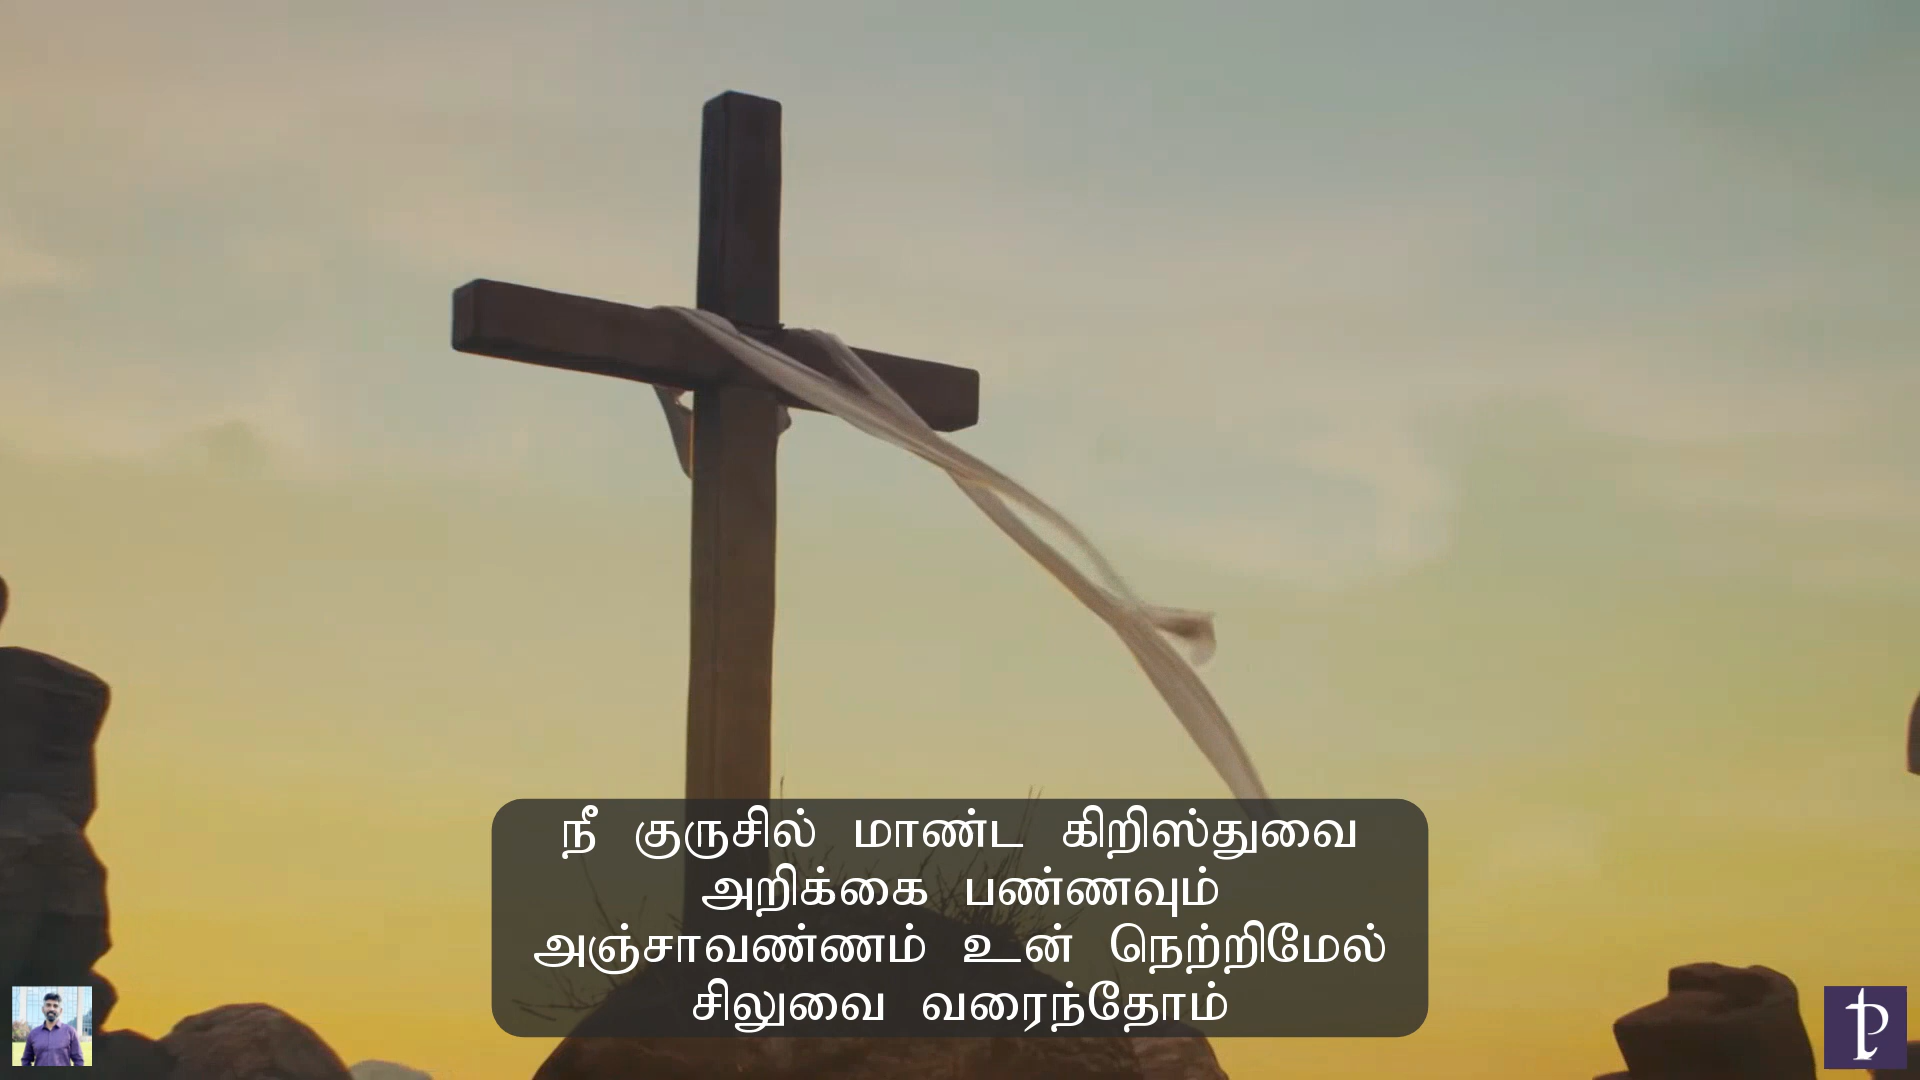 நீ குருசில் மாண்ட கிறிஸ்துவை
அறிக்கை பண்ணவும்
அஞ்சாவண்ணம் உன் நெற்றிமேல்
சிலுவை வரைந்தோம்